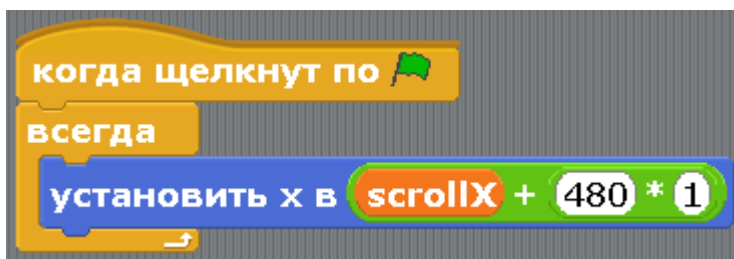 когда щелкнут по
всегда
установить x в scrollX + 480 * 1